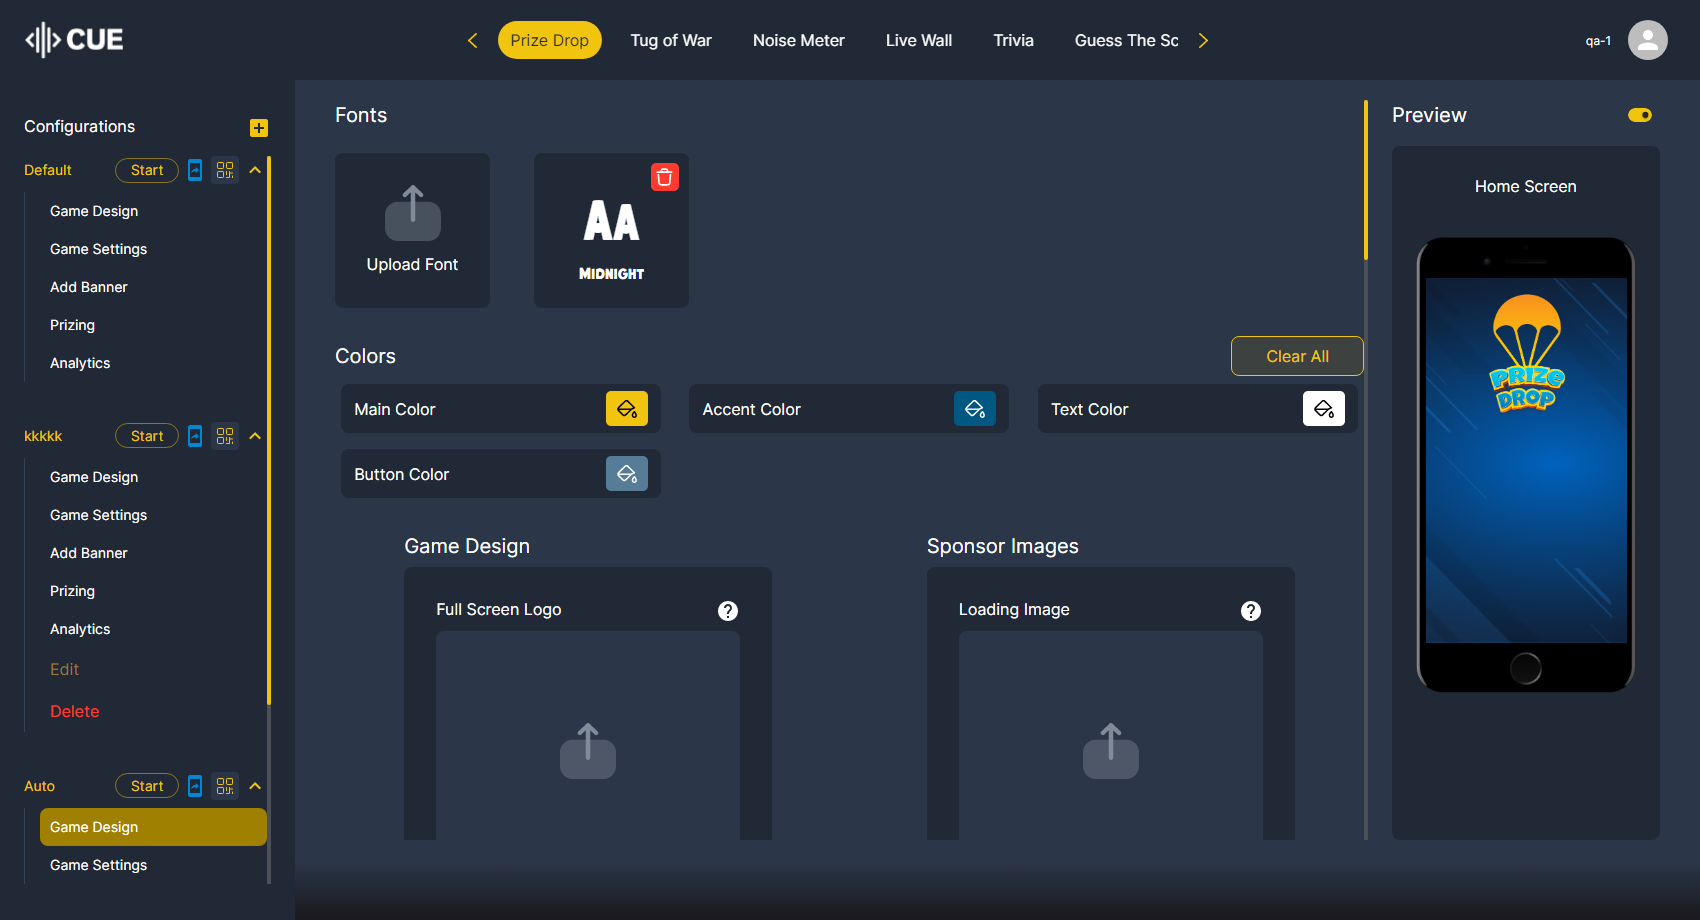 CUE
Prize Drop
Tug of War
Noise Meter
Live Wall
Trivia
Guess The Sc
qa-1
Configurations
Default
Start
Game Design
Game Settings
Add Banner
Prizing
Analytics
kkkkk
Start
Game Design
Game Settings
Add Banner
Prizing
Analytics
Edit
Delete
Auto
Start
Game Design
Game Settings
Fonts
Upload Font
AA
MIDNIGHT
Colors
Clear All
Main Color
Accent Color
Text Color
Button Color
Game Design
Full Screen Logo
?
Sponsor Images
Loading Image
?
Preview
Home Screen
PRIZE
DROP